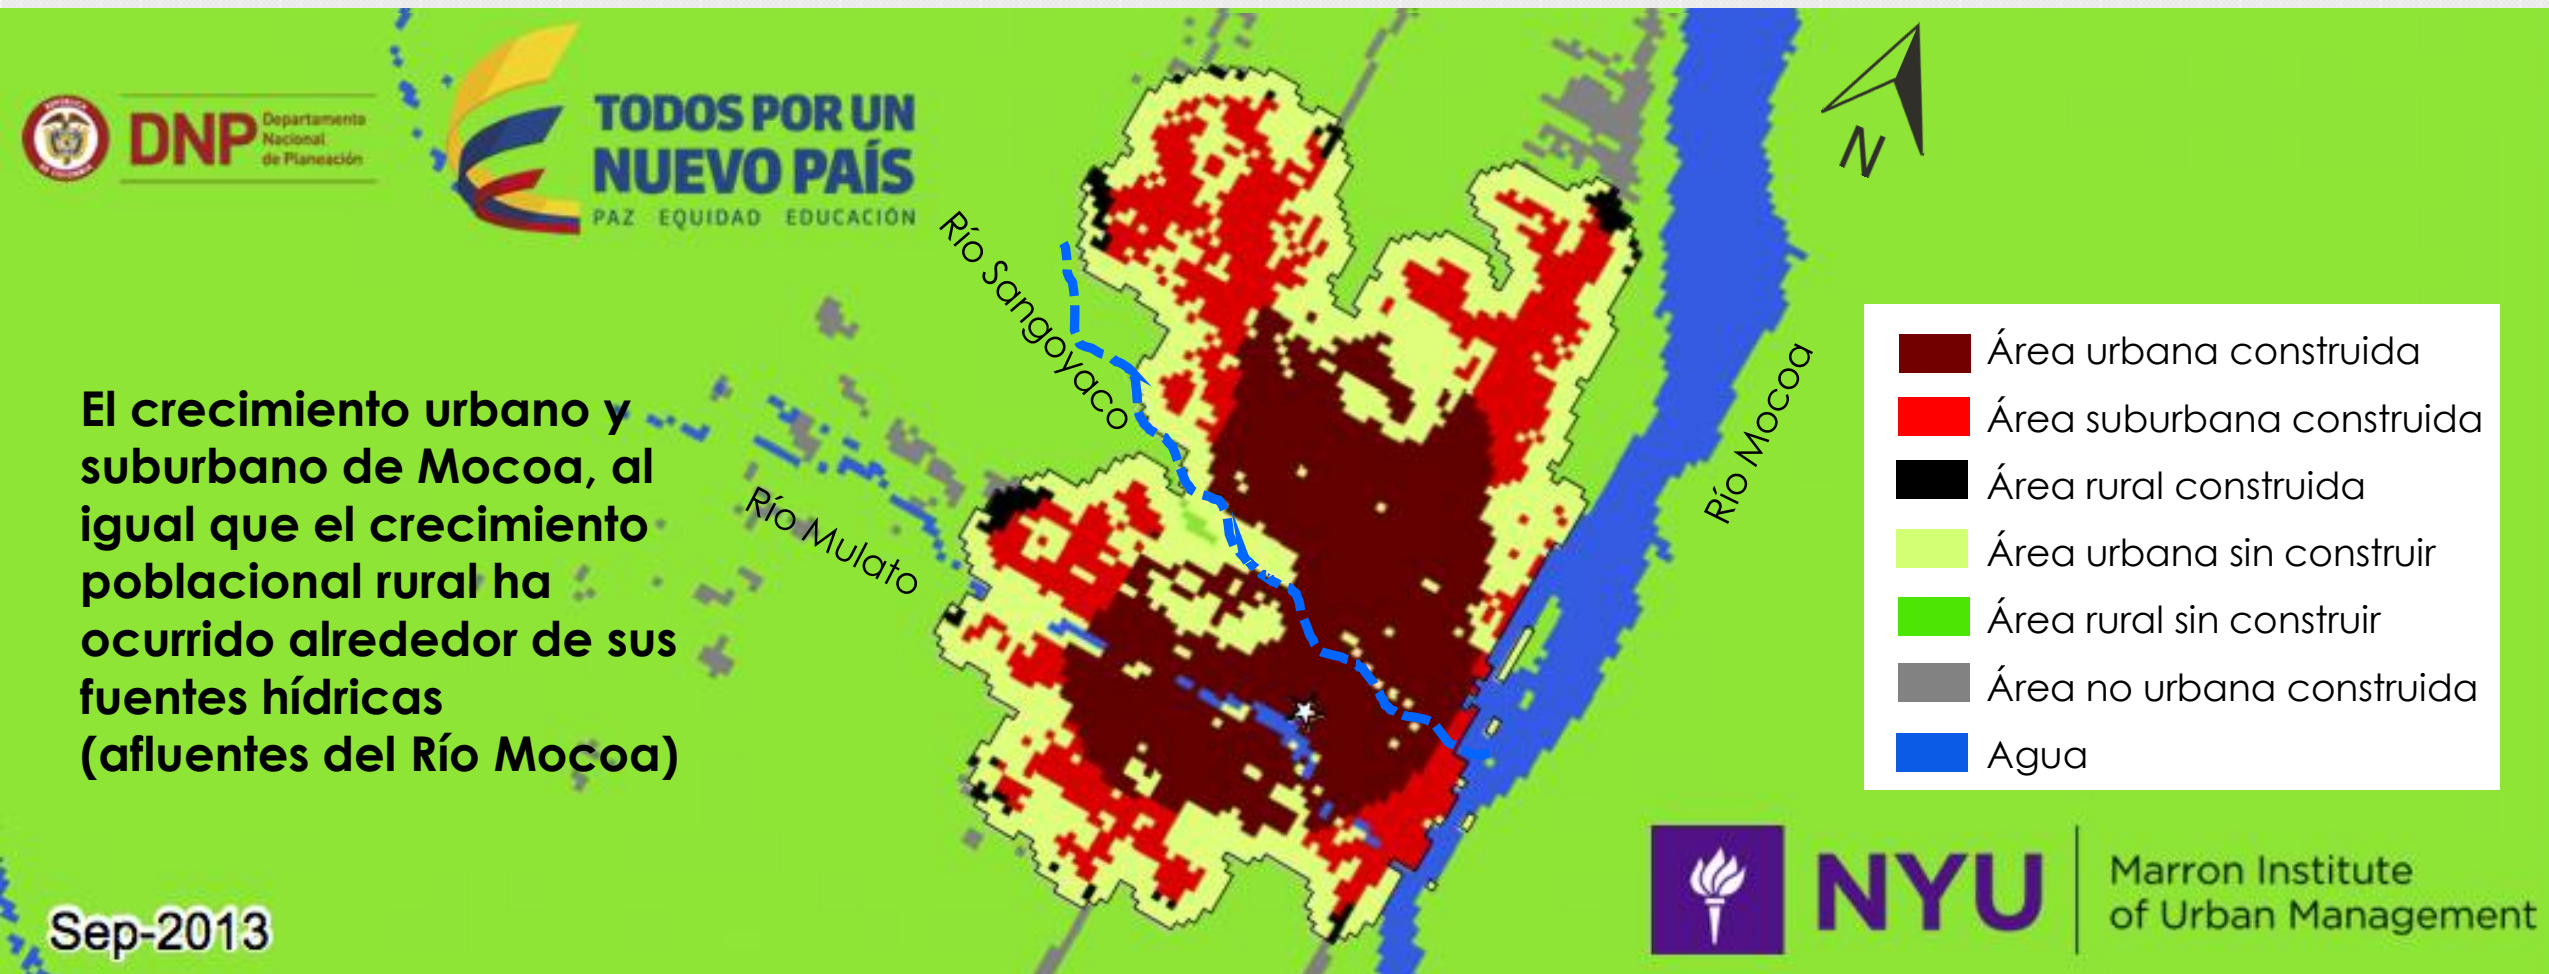 DNP
Departamento
Nacional
de Planeación
TODOS POR UN
NUEVO PAÍS
PAZ EQUIDAD EDUCACIÓN
N
Río Sangoyaco
Río Mulato
Río Mocoa
El crecimiento urbano y
suburbano de Mocoa, al
igual que el crecimiento
poblacional rural ha
ocurrido alrededor de sus
fuentes hídricas
(afluentes del Río Mocoa)
Área urbana construida
Área suburbana construida
Área rural construida
Área urbana sin construir
Área rural sin construir
Área no urbana construida
Agua
Sep-2013
NYU
Marron Institute
of Urban Management